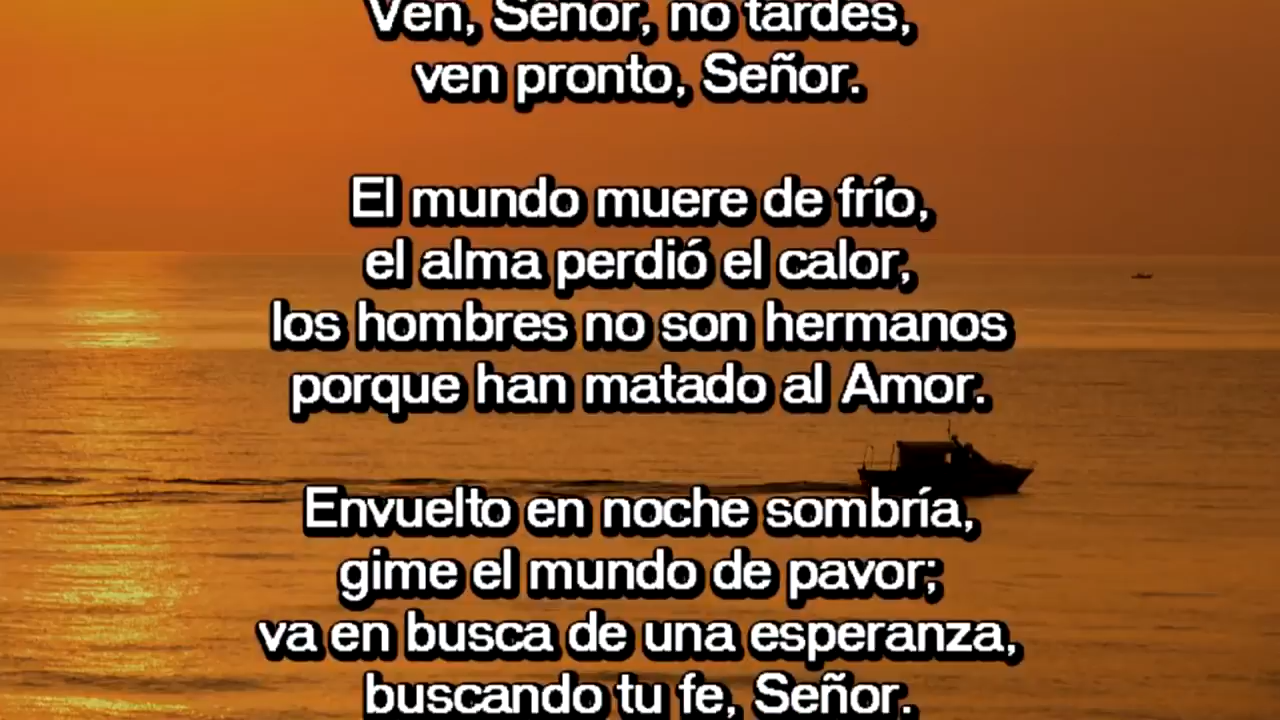 Ven, Señor, no tardes,
ven pronto, Señor.
El mundo muere de frío,
el alma perdió el calor,
los hombres no son hermanos
porque han matado al Amor.
Envuelto en noche sombría,
gime el mundo de pavor;
va en busca de una esperanza,
buscando tu fe, Señor.